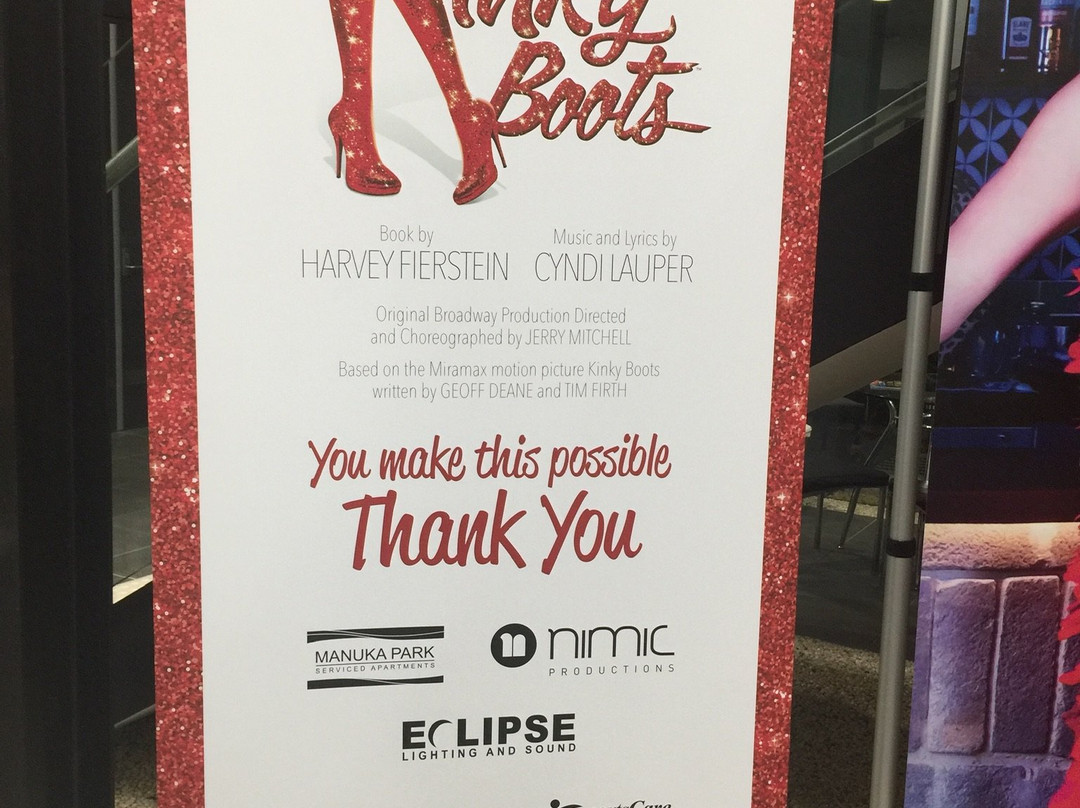 Kinky
Boots
Book by
HARVEY FIERSTEIN
Music and Lyrics by
CYNDI LAUPER
Original Broadway Production Directed
and Choreographed by JERRY MITCHELL
Based on the Miramax motion picture Kinky Boots
written by GEOFF DEANE and TIM FIRTH
You make this possible
Thank You
MANUKA PARK
SERVICED APARTMENTS
n nimic
PRODUCTIONS
ECLIPSE
LIGHTING AND SOUND